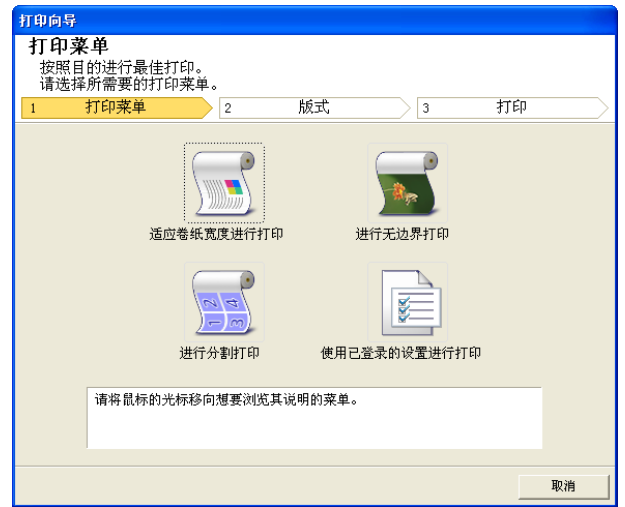 打印向导
打印菜单
按照目的进行最佳打印。
请选择所需要的打印菜单。
1 打印菜单 2 版式 3 打印
适应卷纸宽度进行打印 进行无边界打印
1 2 3 4
进行分割打印 使用已登录的设置进行打印
请将鼠标的光标移向想要浏览其说明的菜单。
取消